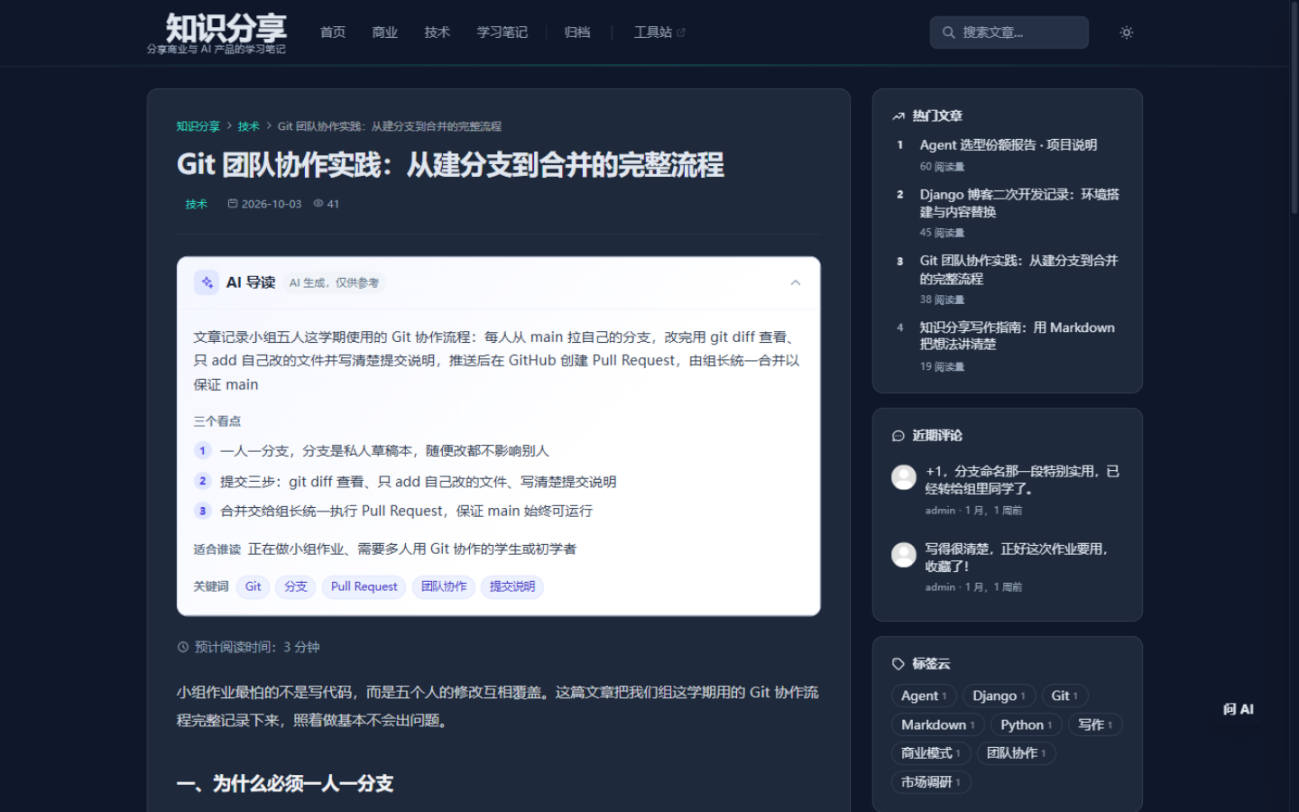 知识分享
分享商业与 AI 产品的学习笔记
首页
商业
技术
学习笔记
归档
工具站
搜索文章...
知识分享 > 技术 > Git 团队协作实践：从建分支到合并的完整流程
Git 团队协作实践：从建分支到合并的完整流程
技术 2026-10-03 41
AI 导读 AI 生成，仅供参考
文章记录小组五人这学期使用的 Git 协作流程：每人从 main 拉自己的分支，改完用 git diff 查看、
只 add 自己改的文件并写清楚提交说明，推送后在 GitHub 创建 Pull Request，由组长统一合并以
保证 main
三个看点
1 一人一分支，分支是私人草稿本，随便改都不影响别人
2 提交三步：git diff 查看、只 add 自己改的文件、写清楚提交说明
3 合并交给组长统一执行 Pull Request，保证 main 始终可运行
适合谁读 正在做小组作业、需要多人用 Git 协作的学生或初学者
关键词 Git 分支 Pull Request 团队协作 提交说明
预计阅读时间：3 分钟
小组作业最怕的不是写代码，而是五个人的修改互相覆盖。这篇文章把我们组这学期用的 Git 协作流
程完整记录下来，照着做基本不会出问题。
一、为什么必须一人一分支
热门文章
1 Agent 选型份额报告 · 项目说明
60 阅读量
2 Django 博客二次开发记录：环境搭
建与内容替换
45 阅读量
3 Git 团队协作实践：从建分支到合并
的完整流程
38 阅读量
4 知识分享写作指南：用 Markdown
把想法讲清楚
19 阅读量
近期评论
+1，分支命名那一段特别实用，已
经转给组里同学了。
admin · 1 月，1 周前
写得很清楚，正好这次作业要用，
收藏了！
admin · 1 月，1 周前
标签云
Agent 1 Django 1 Git 1
Markdown 1 Python 1 写作 1
商业模式 1 团队协作 1
市场调研 1
问 AI